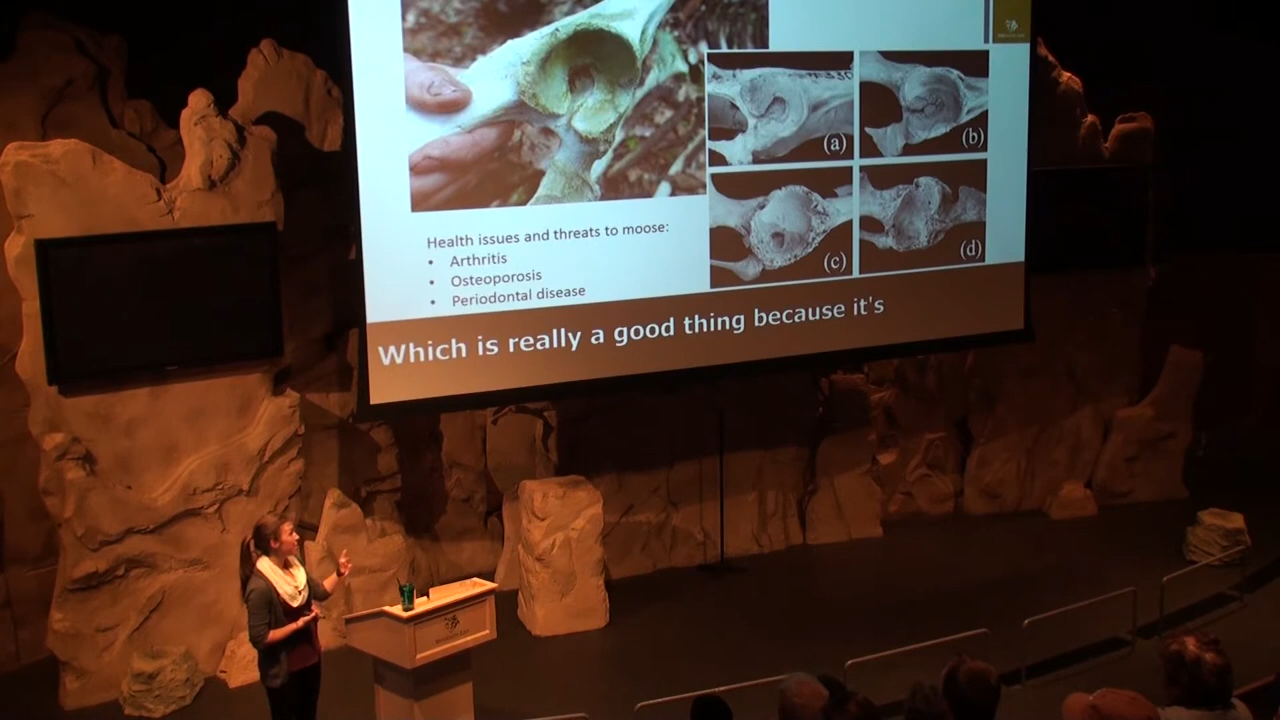 (a)
(b)
(c)
(d)
Health issues and threats to moose:
• Arthritis
• Osteoporosis
• Periodontal disease
Which is really a good thing because it's